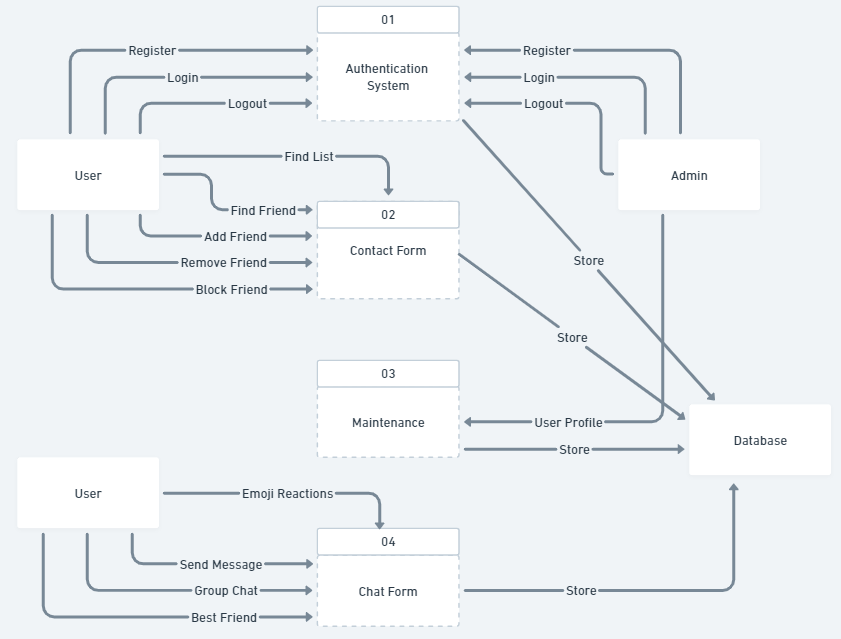 01
Register
Register
Authentication
System
Login
Login
Logout
Logout
Find List
User
Admin
Find Friend
02
Add Friend
Contact Form
Remove Friend
Store
Block Friend
Store
03
Maintenance
User Profile
Database
Store
User
Emoji Reactions
04
Send Message
Group Chat
Chat Form
Store
Best Friend